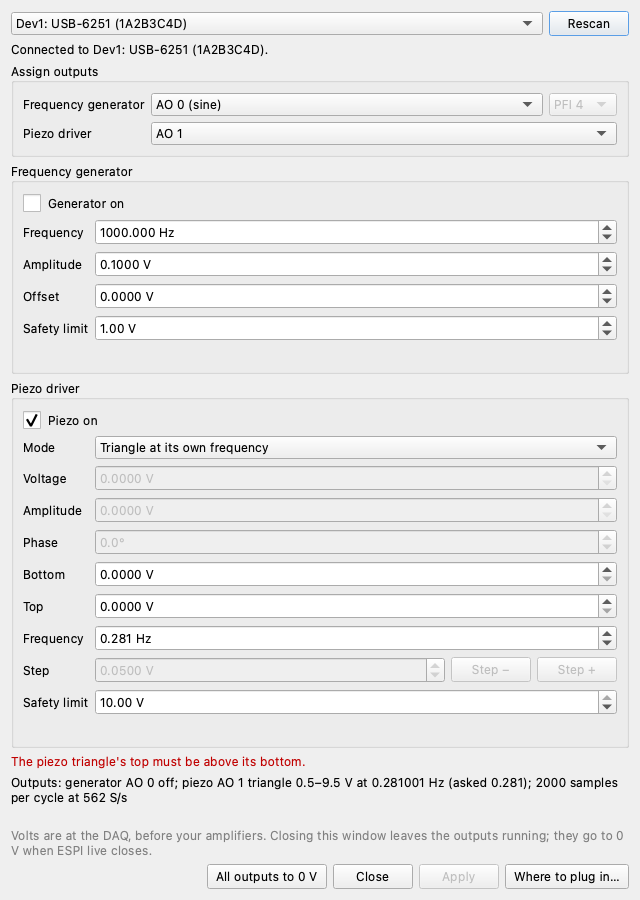 Dev1: USB-6251 (1A2B3C4D)
Rescan
Connected to Dev1: USB-6251 (1A2B3C4D).
Assign outputs
Frequency generator AO 0 (sine) PFI 4
Piezo driver AO 1
Frequency generator
Generator on
Frequency 1000.000 Hz
Amplitude 0.1000 V
Offset 0.0000 V
Safety limit 1.00 V
Piezo driver
Piezo on
Mode Triangle at its own frequency
Voltage 0.0000 V
Amplitude 0.0000 V
Phase 0.0°
Bottom 0.0000 V
Top 0.0000 V
Frequency 0.281 Hz
Step 0.0500 V Step − Step +
Safety limit 10.00 V
The piezo triangle's top must be above its bottom.
Outputs: generator AO 0 off; piezo AO 1 triangle 0.5–9.5 V at 0.281001 Hz (asked 0.281); 2000 samples
per cycle at 562 S/s
Volts are at the DAQ, before your amplifiers. Closing this window leaves the outputs running; they go to 0
V when ESPI live closes.
All outputs to 0 V Close Apply Where to plug in...